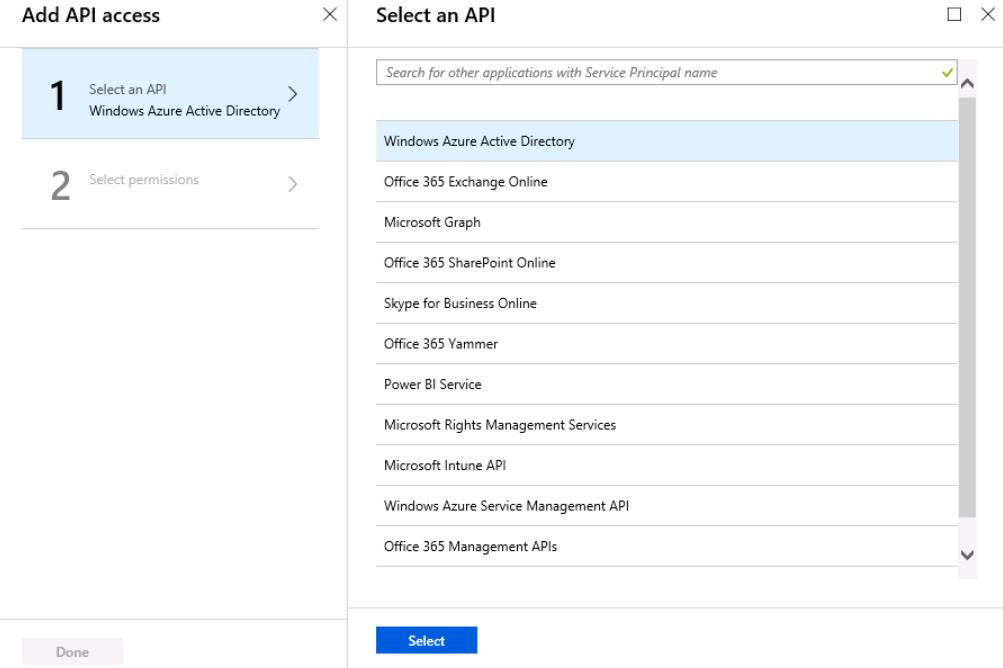 Add API access
1
Select an API
Windows Azure Active Directory
2
Select permissions
Done
Select an API
Search for other applications with Service Principal name
Windows Azure Active Directory
Office 365 Exchange Online
Microsoft Graph
Office 365 SharePoint Online
Skype for Business Online
Office 365 Yammer
Power BI Service
Microsoft Rights Management Services
Microsoft Intune API
Windows Azure Service Management API
Office 365 Management APIs
Select